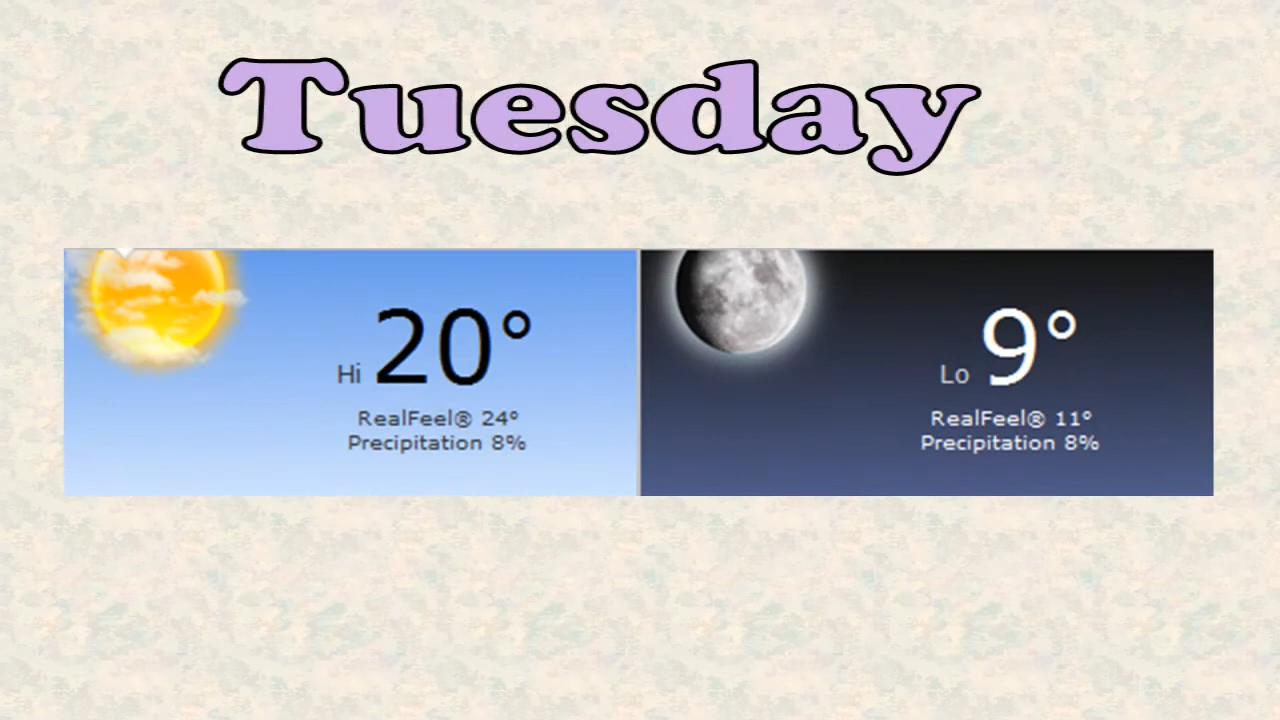 Tuesday
Hi 20°
RealFeel® 24°
Precipitation 8%
Lo 9°
RealFeel® 11°
Precipitation 8%